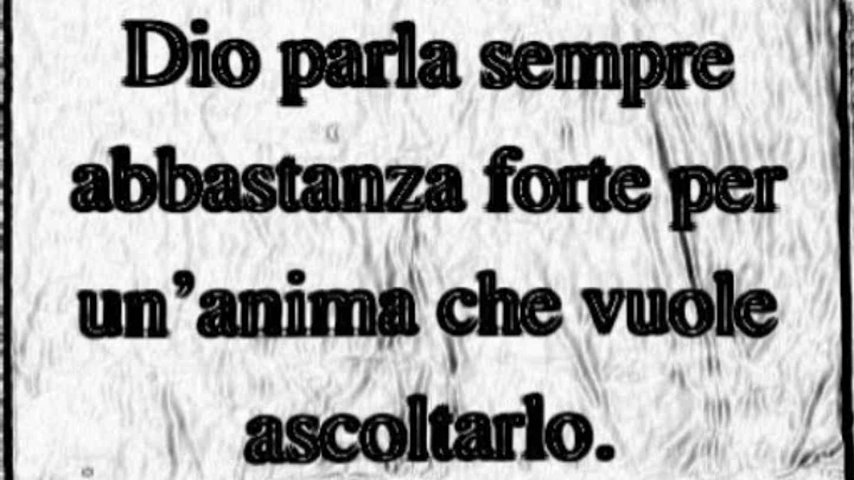 Dio parla sempre
abbastanza forte per
un’anima che vuole
ascoltarlo.